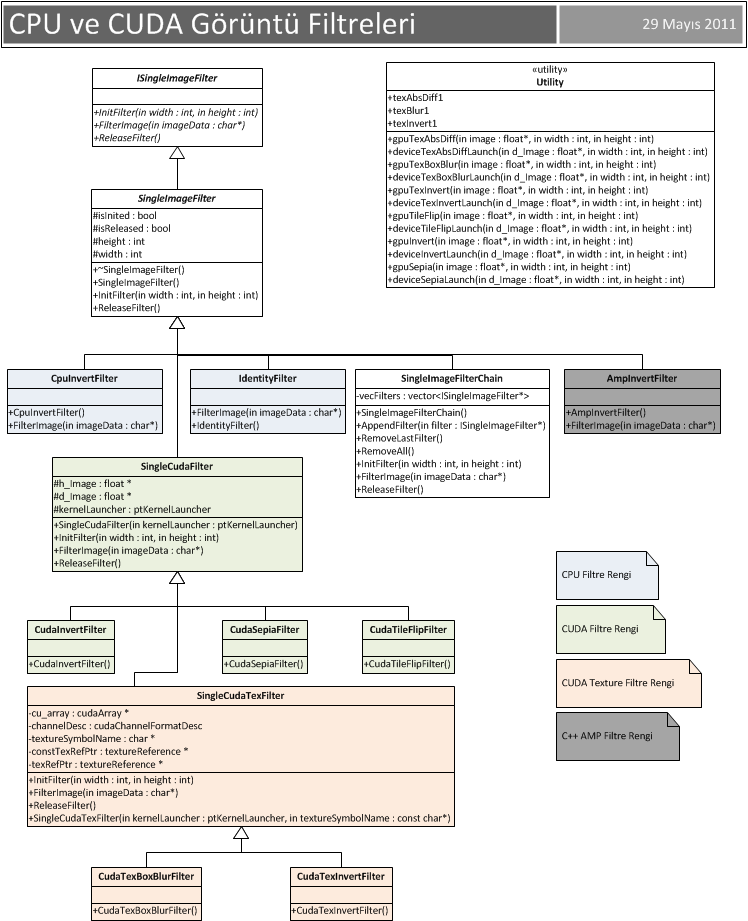 CPU ve CUDA Görüntü Filtreleri
29 Mayıs 2011
ISingleImageFilter
+InitFilter(in width : int, in height : int)
+FilterImage(in imageData : char*)
+ReleaseFilter()
«utility»
Utility
+texAbsDiff1
+texBlur1
+texInvert1
+gpuTexAbsDiff(in image : float*, in width : int, in height : int)
+deviceTexAbsDiffLaunch(in d_Image : float*, in width : int, in height : int)
+gpuTexBoxBlur(in image : float*, in width : int, in height : int)
+deviceTexBoxBlurLaunch(in d_Image : float*, in width : int, in height : int)
+gpuTexInvert(in image : float*, in width : int, in height : int)
+deviceTexInvertLaunch(in d_Image : float*, in width : int, in height : int)
+gpuTileFlip(in image : float*, in width : int, in height : int)
+deviceTileFlipLaunch(in d_Image : float*, in width : int, in height : int)
+gpuInvert(in image : float*, in width : int, in height : int)
+deviceInvertLaunch(in d_Image : float*, in width : int, in height : int)
+gpuSepia(in image : float*, in width : int, in height : int)
+deviceSepiaLaunch(in d_Image : float*, in width : int, in height : int)
SingleImageFilter
#isInited : bool
#isReleased : bool
#height : int
#width : int
+~SingleImageFilter()
+SingleImageFilter()
+InitFilter(in width : int, in height : int)
+ReleaseFilter()
CpuInvertFilter
+CpuInvertFilter()
+FilterImage(in imageData : char*)
IdentityFilter
+FilterImage(in imageData : char*)
+IdentityFilter()
SingleImageFilterChain
-vecFilters : vector<ISingleImageFilter*>
+SingleImageFilterChain()
+AppendFilter(in filter : ISingleImageFilter*)
+RemoveLastFilter()
+RemoveAll()
+InitFilter(in width : int, in height : int)
+FilterImage(in imageData : char*)
+ReleaseFilter()
AmpInvertFilter
+AmpInvertFilter()
+FilterImage(in imageData : char*)
SingleCudaFilter
#h_Image : float *
#d_Image : float *
#kernelLauncher : ptKernelLauncher
+SingleCudaFilter(in kernelLauncher : ptKernelLauncher)
+InitFilter(in width : int, in height : int)
+FilterImage(in imageData : char*)
+ReleaseFilter()
CPU Filtre Rengi
CUDA Filtre Rengi
CUDA Texture Filtre Rengi
C++ AMP Filtre Rengi
CudaInvertFilter
+CudaInvertFilter()
CudaSepiaFilter
+CudaSepiaFilter()
CudaTileFlipFilter
+CudaTileFlipFilter()
SingleCudaTexFilter
-cu_array : cudaArray *
-channelDesc : cudaChannelFormatDesc
-textureSymbolName : char *
-constTexRefPtr : textureReference *
-texRefPtr : textureReference *
+InitFilter(in width : int, in height : int)
+FilterImage(in imageData : char*)
+ReleaseFilter()
+SingleCudaTexFilter(in kernelLauncher : ptKernelLauncher, in textureSymbolName : const char*)
CudaTexBoxBlurFilter
+CudaTexBoxBlurFilter()
CudaTexInvertFilter
+CudaTexInvertFilter()